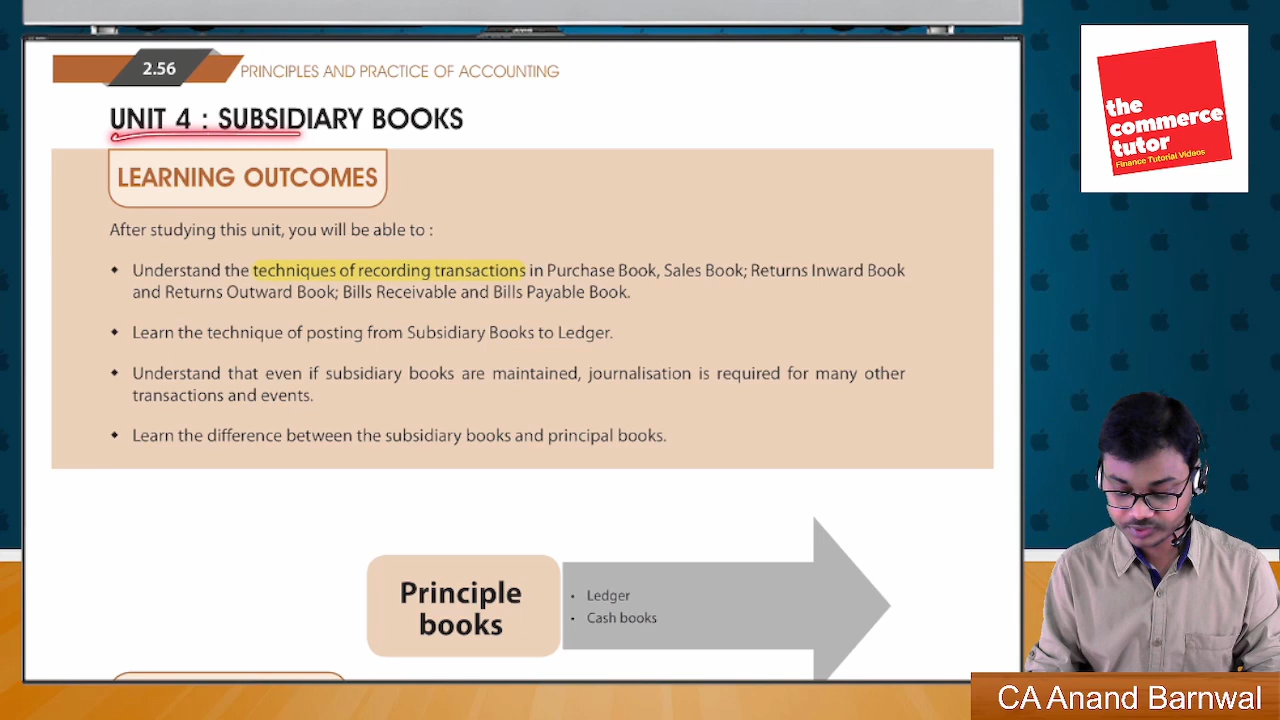 2.56
PRINCIPLES AND PRACTICE OF ACCOUNTING
UNIT 4 : SUBSIDIARY BOOKS
LEARNING OUTCOMES
After studying this unit, you will be able to :
Understand the techniques of recording transactions in Purchase Book, Sales Book; Returns Inward Book
and Returns Outward Book; Bills Receivable and Bills Payable Book.
Learn the technique of posting from Subsidiary Books to Ledger.
Understand that even if subsidiary books are maintained, journalisation is required for many other
transactions and events.
Learn the difference between the subsidiary books and principal books.
Principle
books
• Ledger
• Cash books
the
commerce
tutor
Finance Tutorial Videos
CA Anand Barnwal